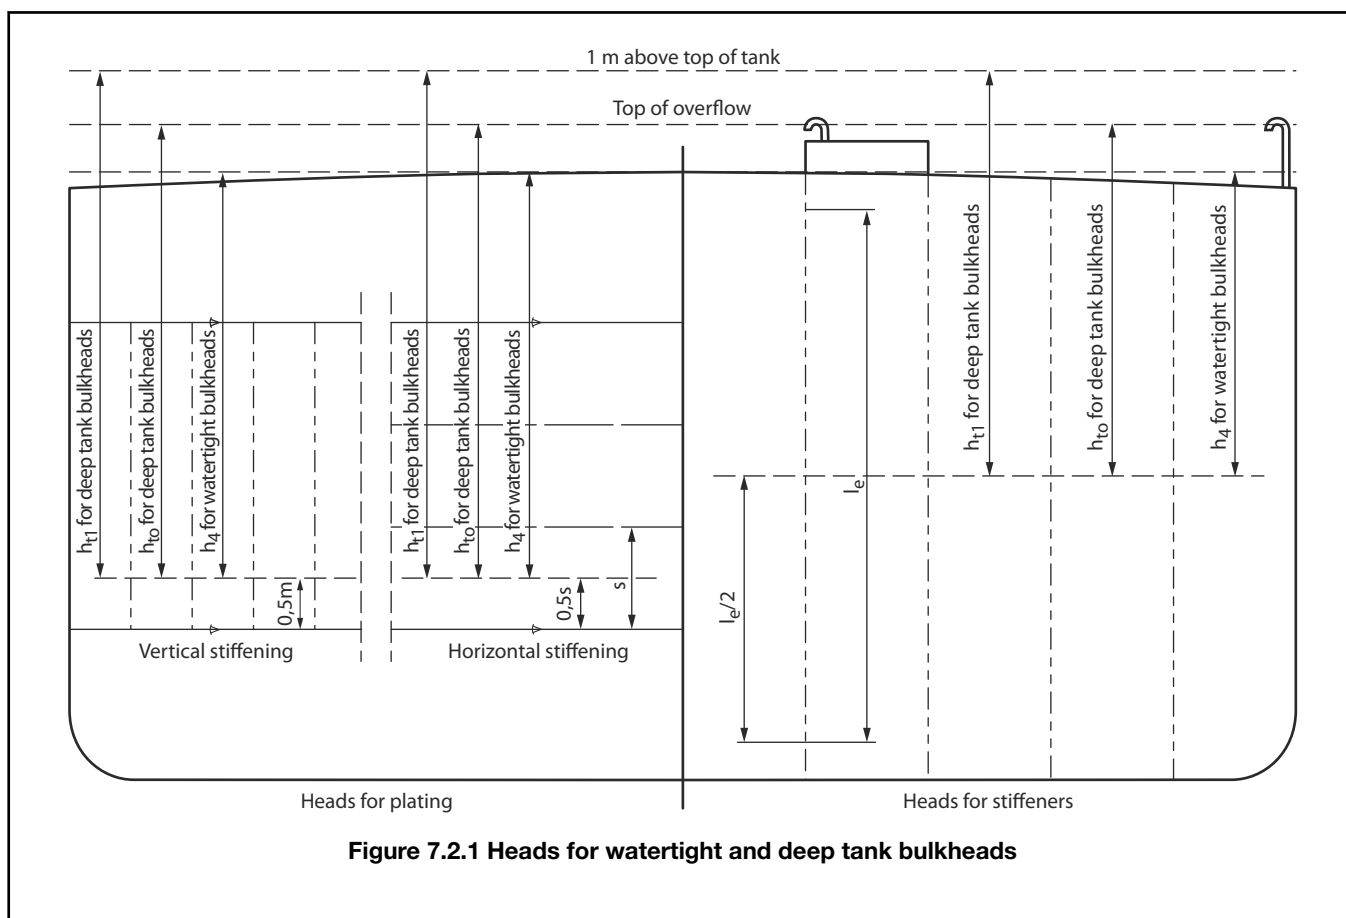 1 m above top of tank
Top of overflow
h_t1 for deep tank bulkheads
h_to for deep tank bulkheads
h_4 for watertight bulkheads
h_t1 for deep tank bulkheads
h_to for deep tank bulkheads
h_4 for watertight bulkheads
h_t1 for deep tank bulkheads
h_to for deep tank bulkheads
h_4 for watertight bulkheads
l_e
l_e/2
0,5m
0,5s
s
Vertical stiffening
Horizontal stiffening
Heads for plating
Heads for stiffeners
Figure 7.2.1 Heads for watertight and deep tank bulkheads